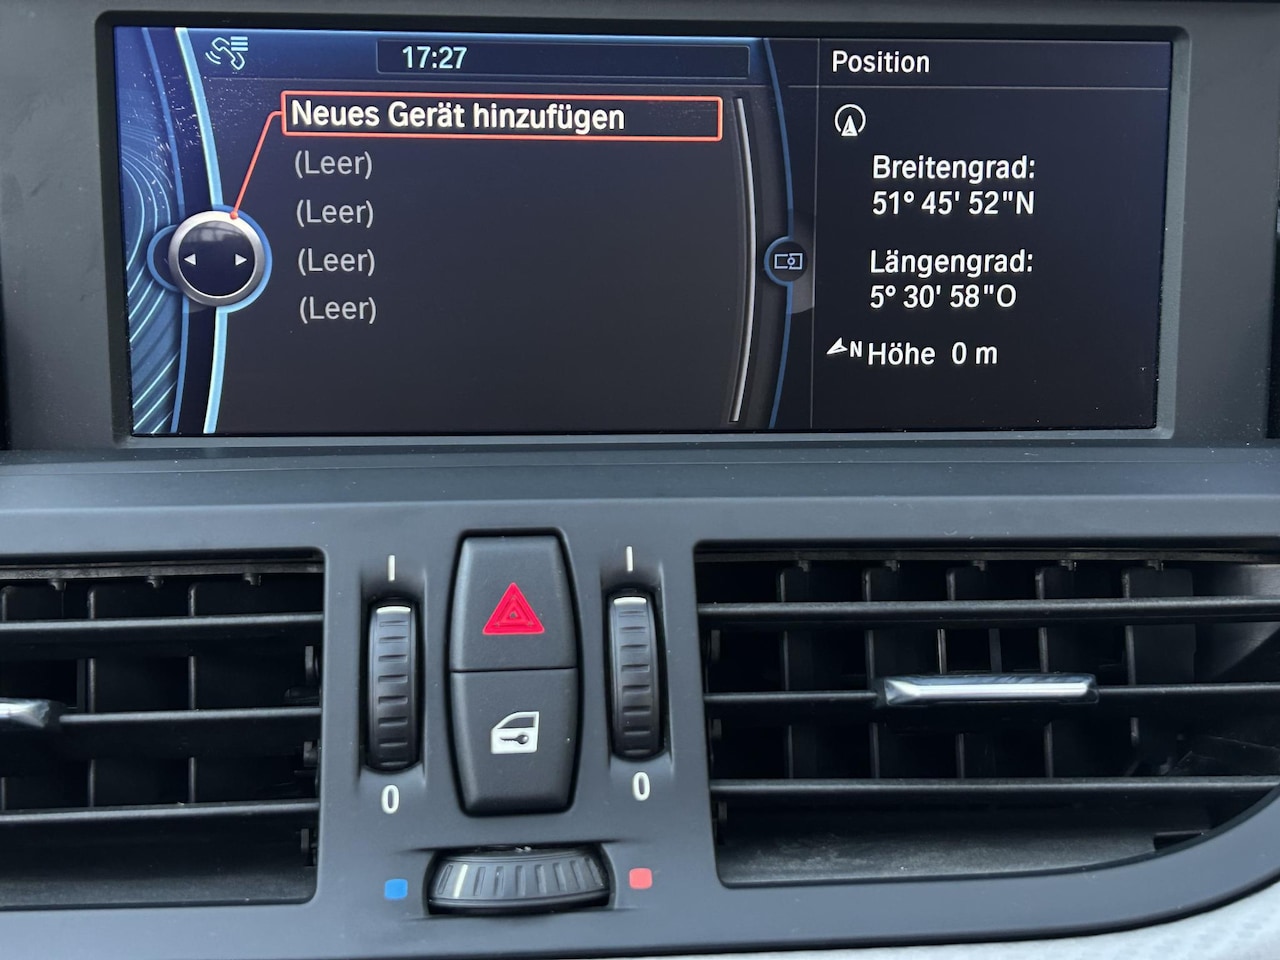 17:27
Neues Gerät hinzufügen
(Leer)
(Leer)
(Leer)
(Leer)
Position
Breitengrad:
51° 45' 52"N
Längengrad:
5° 30' 58"O
N Höhe 0 m
0
0